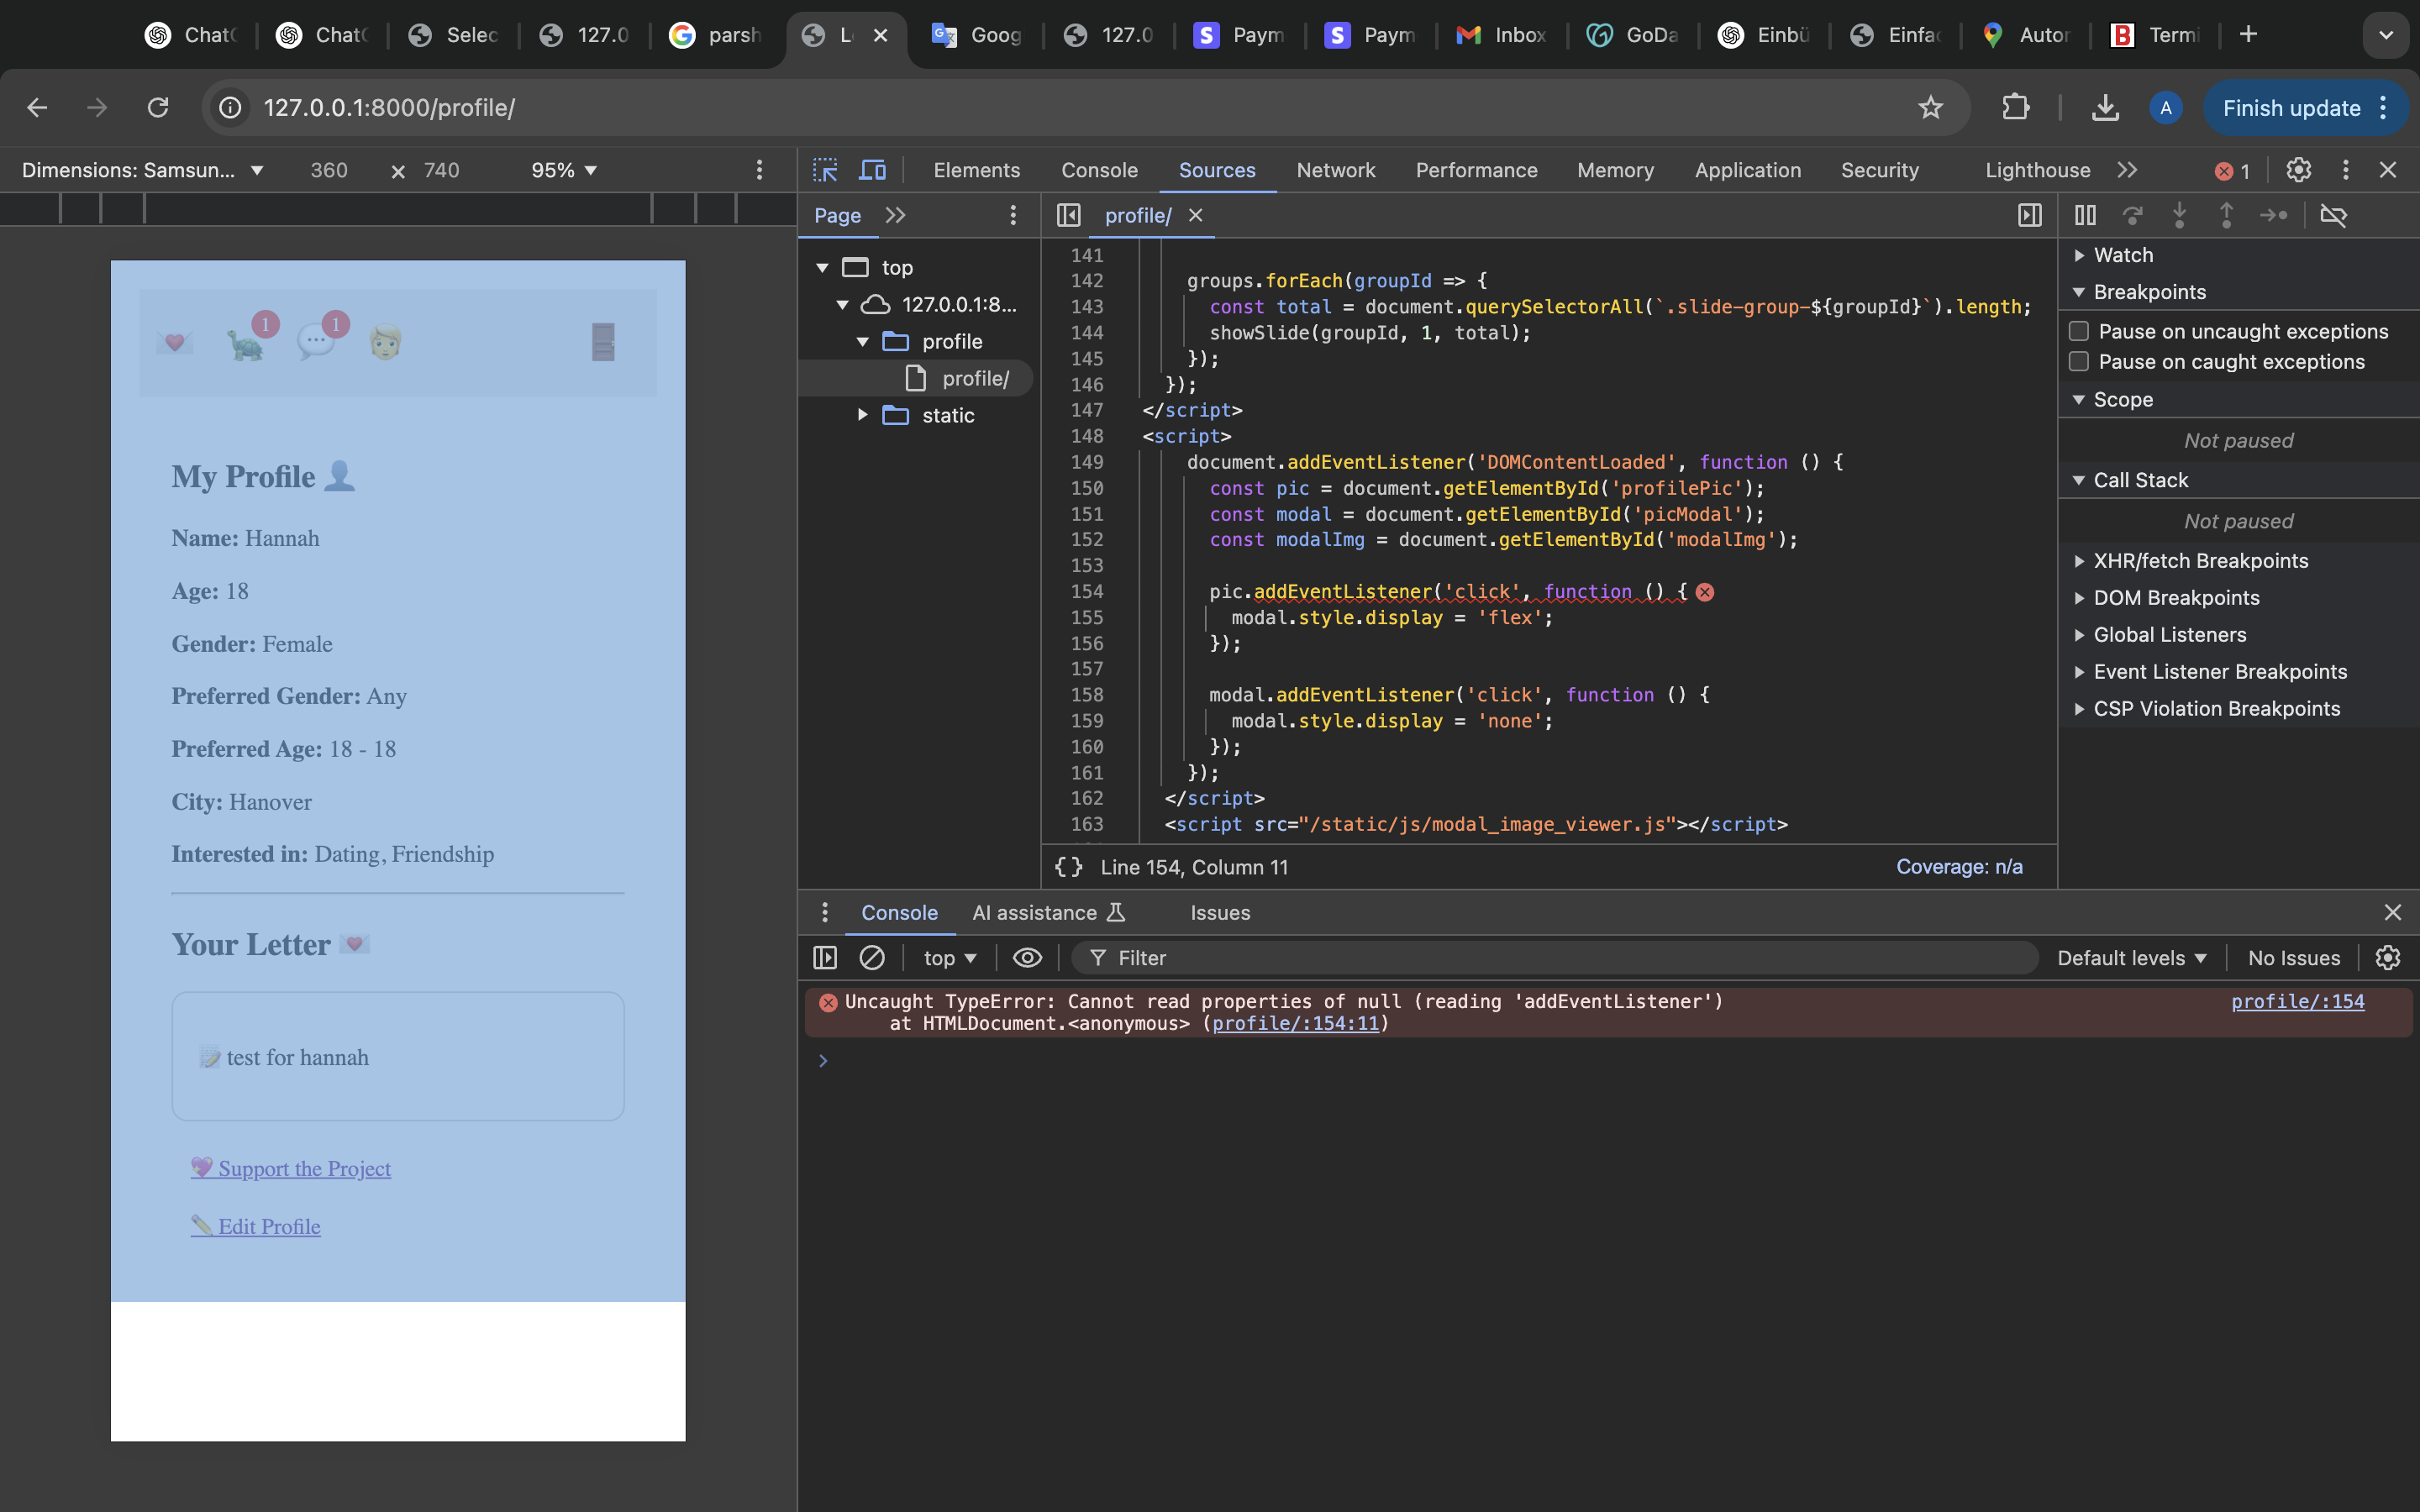 ChatG
ChatG
Selec
127.0
parsh
L
Goog
127.0
Paym
Paym
Inbox
GoDa
Einbü
Einfac
Autor
Termi
127.0.0.1:8000/profile/
A
Finish update
Dimensions: Samsun...
360 × 740
95%
Elements Console Sources Network Performance Memory Application Security Lighthouse
1
Page
profile/
top
127.0.0.1:8...
profile
profile/
static
141
142 groups.forEach(groupId => {
143 const total = document.querySelectorAll(`.slide-group-${groupId}`).length;
144 showSlide(groupId, 1, total);
145 });
146 });
147 </script>
148 <script>
149 document.addEventListener('DOMContentLoaded', function () {
150 const pic = document.getElementById('profilePic');
151 const modal = document.getElementById('picModal');
152 const modalImg = document.getElementById('modalImg');
153
154 pic.addEventListener('click', function () {
155 modal.style.display = 'flex';
156 });
157
158 modal.addEventListener('click', function () {
159 modal.style.display = 'none';
160 });
161 });
162 </script>
163 <script src="/static/js/modal_image_viewer.js"></script>
{} Line 154, Column 11
Coverage: n/a
Watch
Breakpoints
Pause on uncaught exceptions
Pause on caught exceptions
Scope
Not paused
Call Stack
Not paused
XHR/fetch Breakpoints
DOM Breakpoints
Global Listeners
Event Listener Breakpoints
CSP Violation Breakpoints
Console AI assistance Issues
top
Filter
Default levels
No Issues
Uncaught TypeError: Cannot read properties of null (reading 'addEventListener')
profile/:154
at HTMLDocument.<anonymous> (profile/:154:11)
1
1
My Profile
Name: Hannah
Age: 18
Gender: Female
Preferred Gender: Any
Preferred Age: 18 - 18
City: Hanover
Interested in: Dating, Friendship
Your Letter
test for hannah
Support the Project
Edit Profile